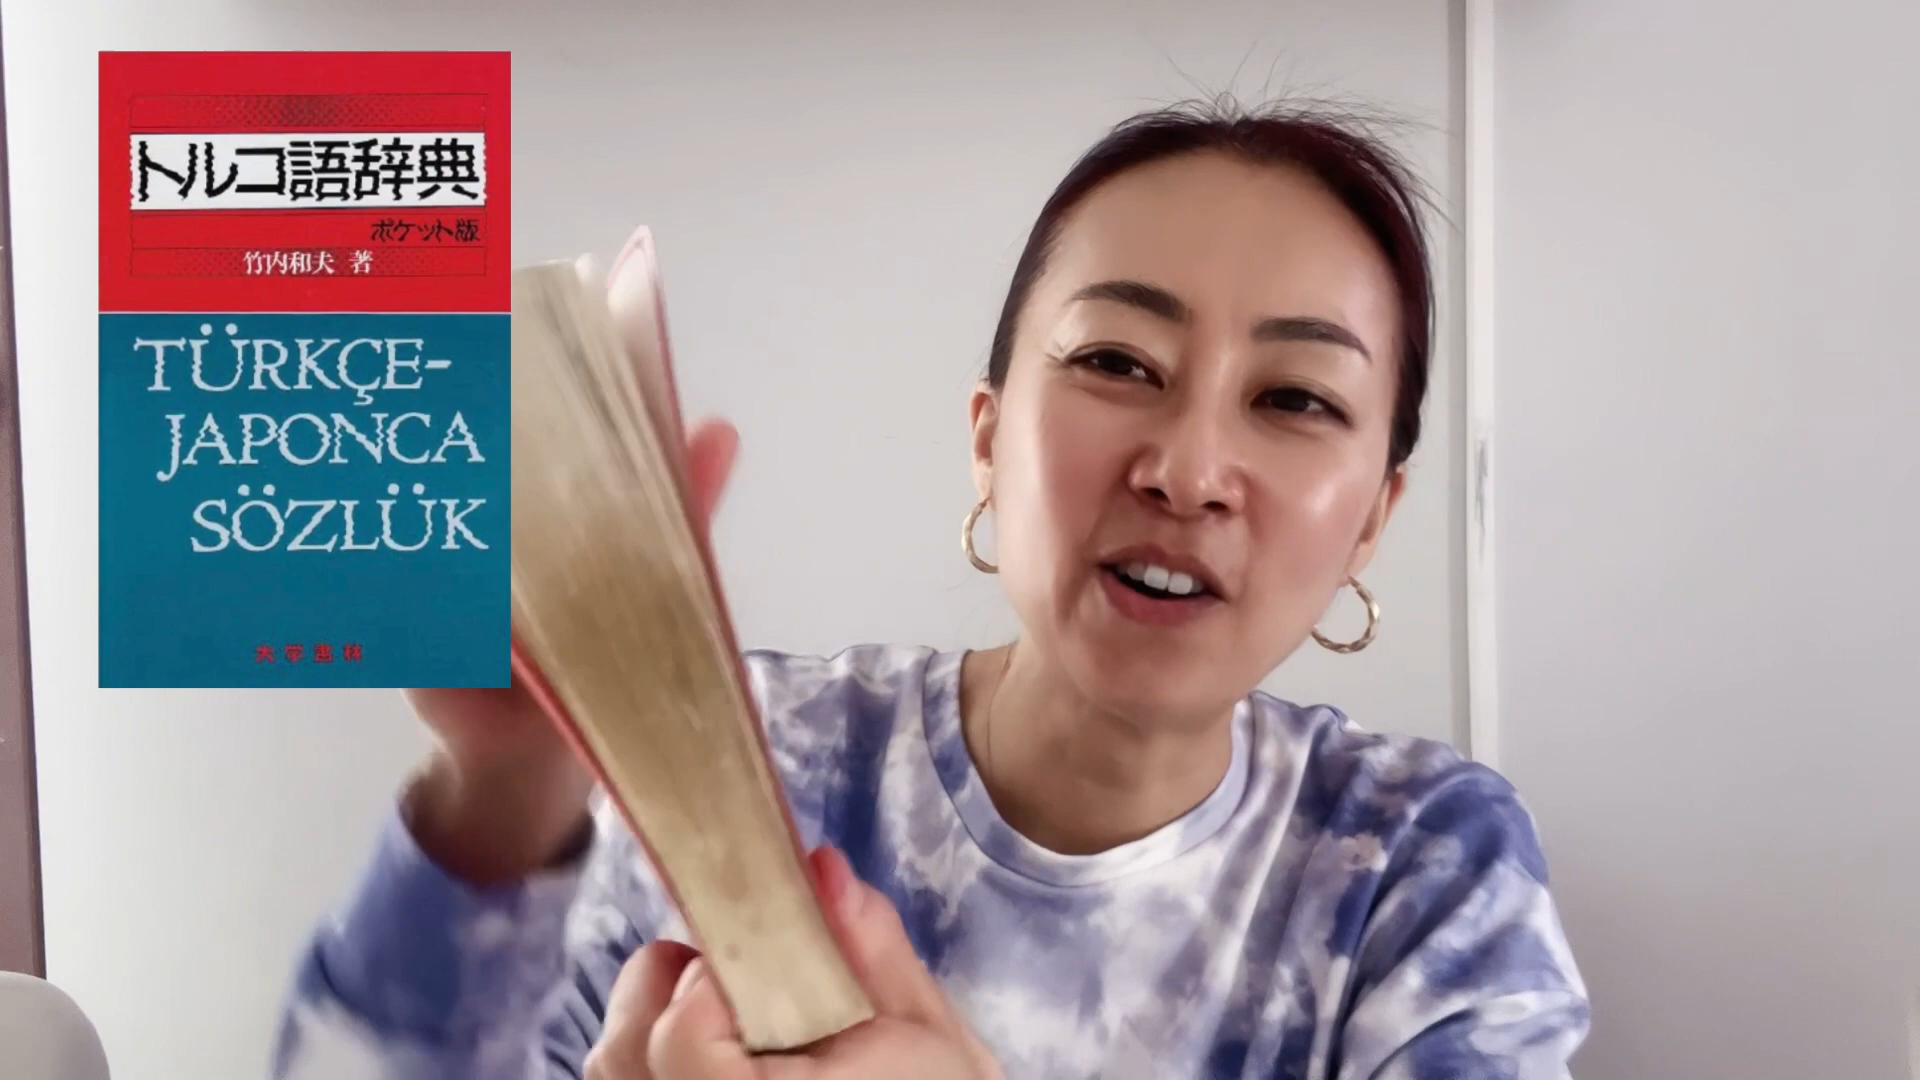 トルコ語辞典
ポケット版
竹内和夫 著
TÜRKÇE-
JAPONCA
SÖZLÜK
大学書林